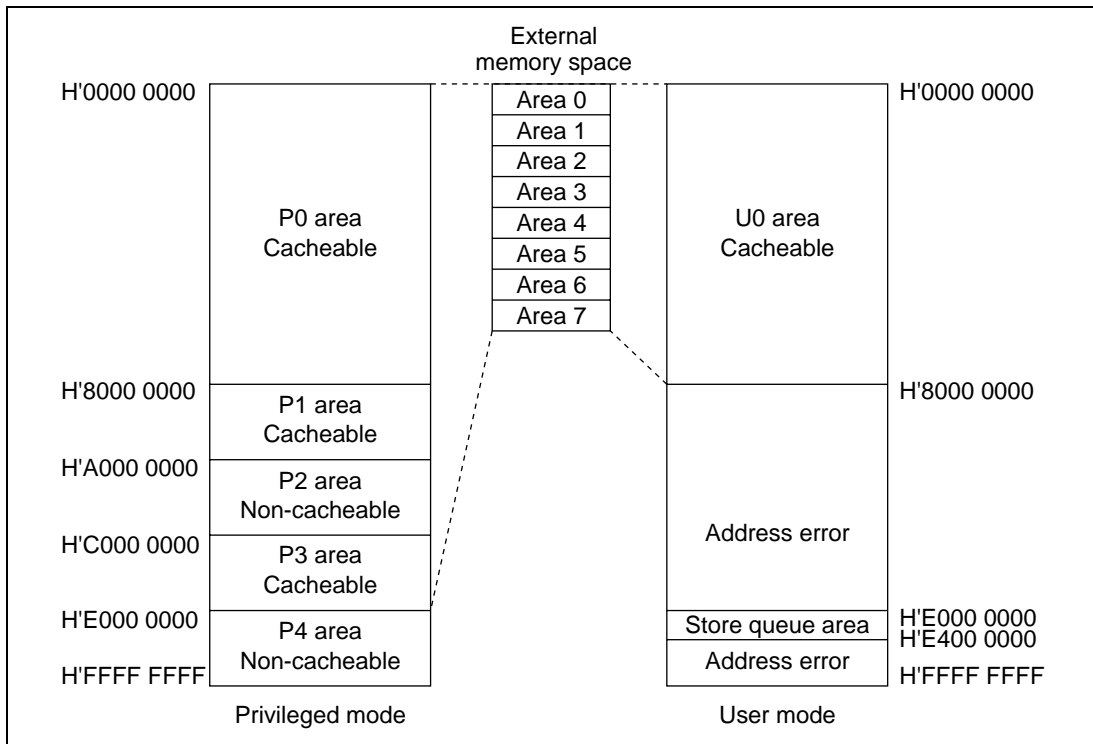 External
memory space
H'0000 0000
P0 area
Cacheable
H'8000 0000
P1 area
Cacheable
H'A000 0000
P2 area
Non-cacheable
H'C000 0000
P3 area
Cacheable
H'E000 0000
P4 area
Non-cacheable
H'FFFF FFFF
Privileged mode
Area 0
Area 1
Area 2
Area 3
Area 4
Area 5
Area 6
Area 7
H'0000 0000
U0 area
Cacheable
H'8000 0000
Address error
Store queue area
H'E000 0000
H'E400 0000
Address error
H'FFFF FFFF
User mode